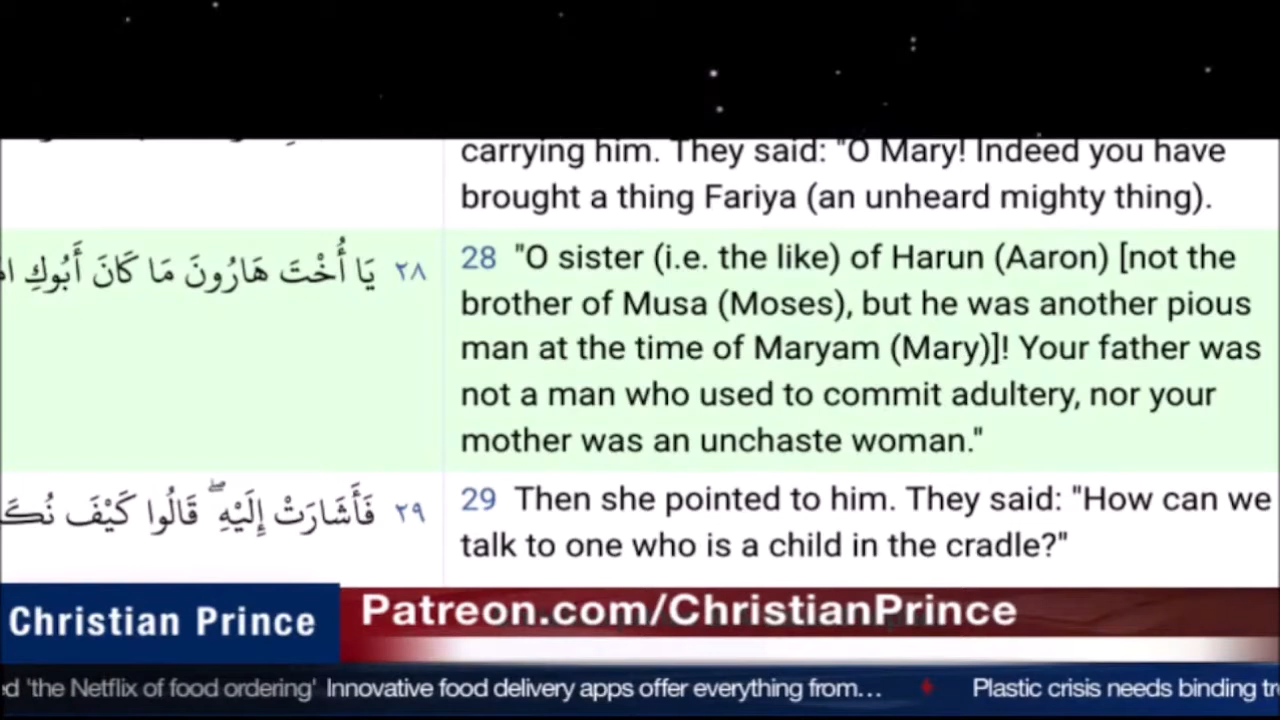 carrying him. They said: "O Mary! Indeed you have
brought a thing Fariya (an unheard mighty thing).
يَا أُخْتَ هَارُونَ مَا كَانَ أَبُوكِ ٢٨
28 "O sister (i.e. the like) of Harun (Aaron) [not the
brother of Musa (Moses), but he was another pious
man at the time of Maryam (Mary)]! Your father was
not a man who used to commit adultery, nor your
mother was an unchaste woman."
فَأَشَارَتْ إِلَيْهِ ۖ قَالُوا كَيْفَ ٢٩
29 Then she pointed to him. They said: "How can we
talk to one who is a child in the cradle?"
Christian Prince
Patreon.com/ChristianPrince
'the Netflix of food ordering' Innovative food delivery apps offer everything from... Plastic crisis needs binding